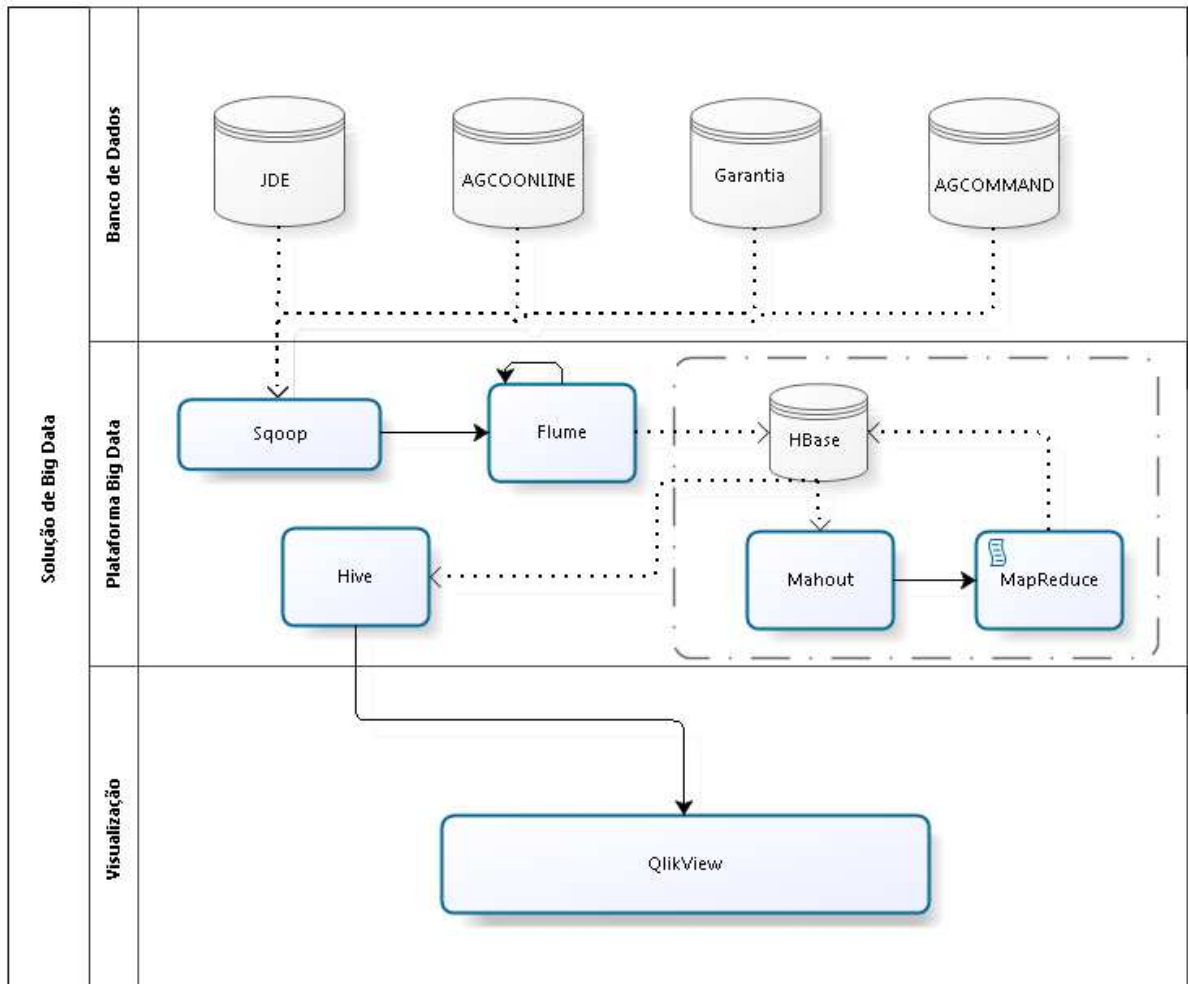 Solução de Big Data
Banco de Dados
JDE
AGCOONLINE
Garantia
AGCOMMAND
Plataforma Big Data
Sqoop
Flume
HBase
Hive
Mahout
MapReduce
Visualização
QlikView